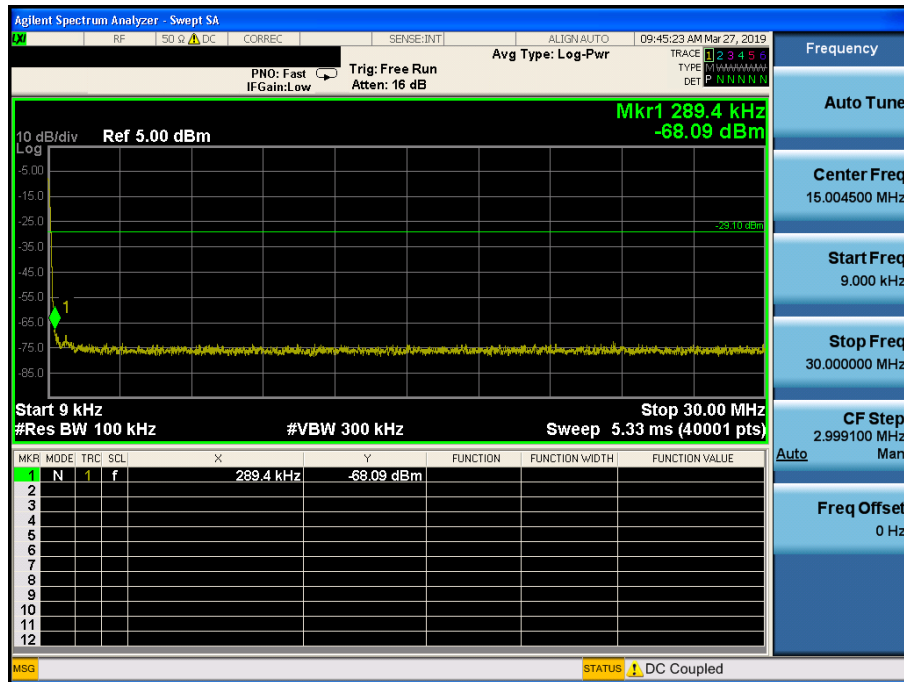 Agilent Spectrum Analyzer - Swept SA
LXI RF 50 Ω DC CORREC SENSE:INT ALIGN AUTO 09:45:23 AM Mar 27, 2019
Avg Type: Log-Pwr TRACE 1 2 3 4 5 6
PNO: Fast Trig: Free Run TYPE M WWWWW
IFGain:Low Atten: 16 dB DET P N N N N N
Mkr1 289.4 kHz
10 dB/div Ref 5.00 dBm -68.09 dBm
Log
-5.00
-15.0
-25.0
-29.10 dBm
-35.0
-45.0
-55.0
1
-65.0
-75.0
-85.0
Start 9 kHz Stop 30.00 MHz
#Res BW 100 kHz #VBW 300 kHz Sweep 5.33 ms (40001 pts)
MKR MODE TRC SCL X Y FUNCTION FUNCTION WIDTH FUNCTION VALUE
1 N 1 f 289.4 kHz -68.09 dBm
2
3
4
5
6
7
8
9
10
11
12
MSG STATUS DC Coupled
Frequency
Auto Tune
Center Freq
15.004500 MHz
Start Freq
9.000 kHz
Stop Freq
30.000000 MHz
CF Step
2.999100 MHz
Auto Man
Freq Offset
0 Hz